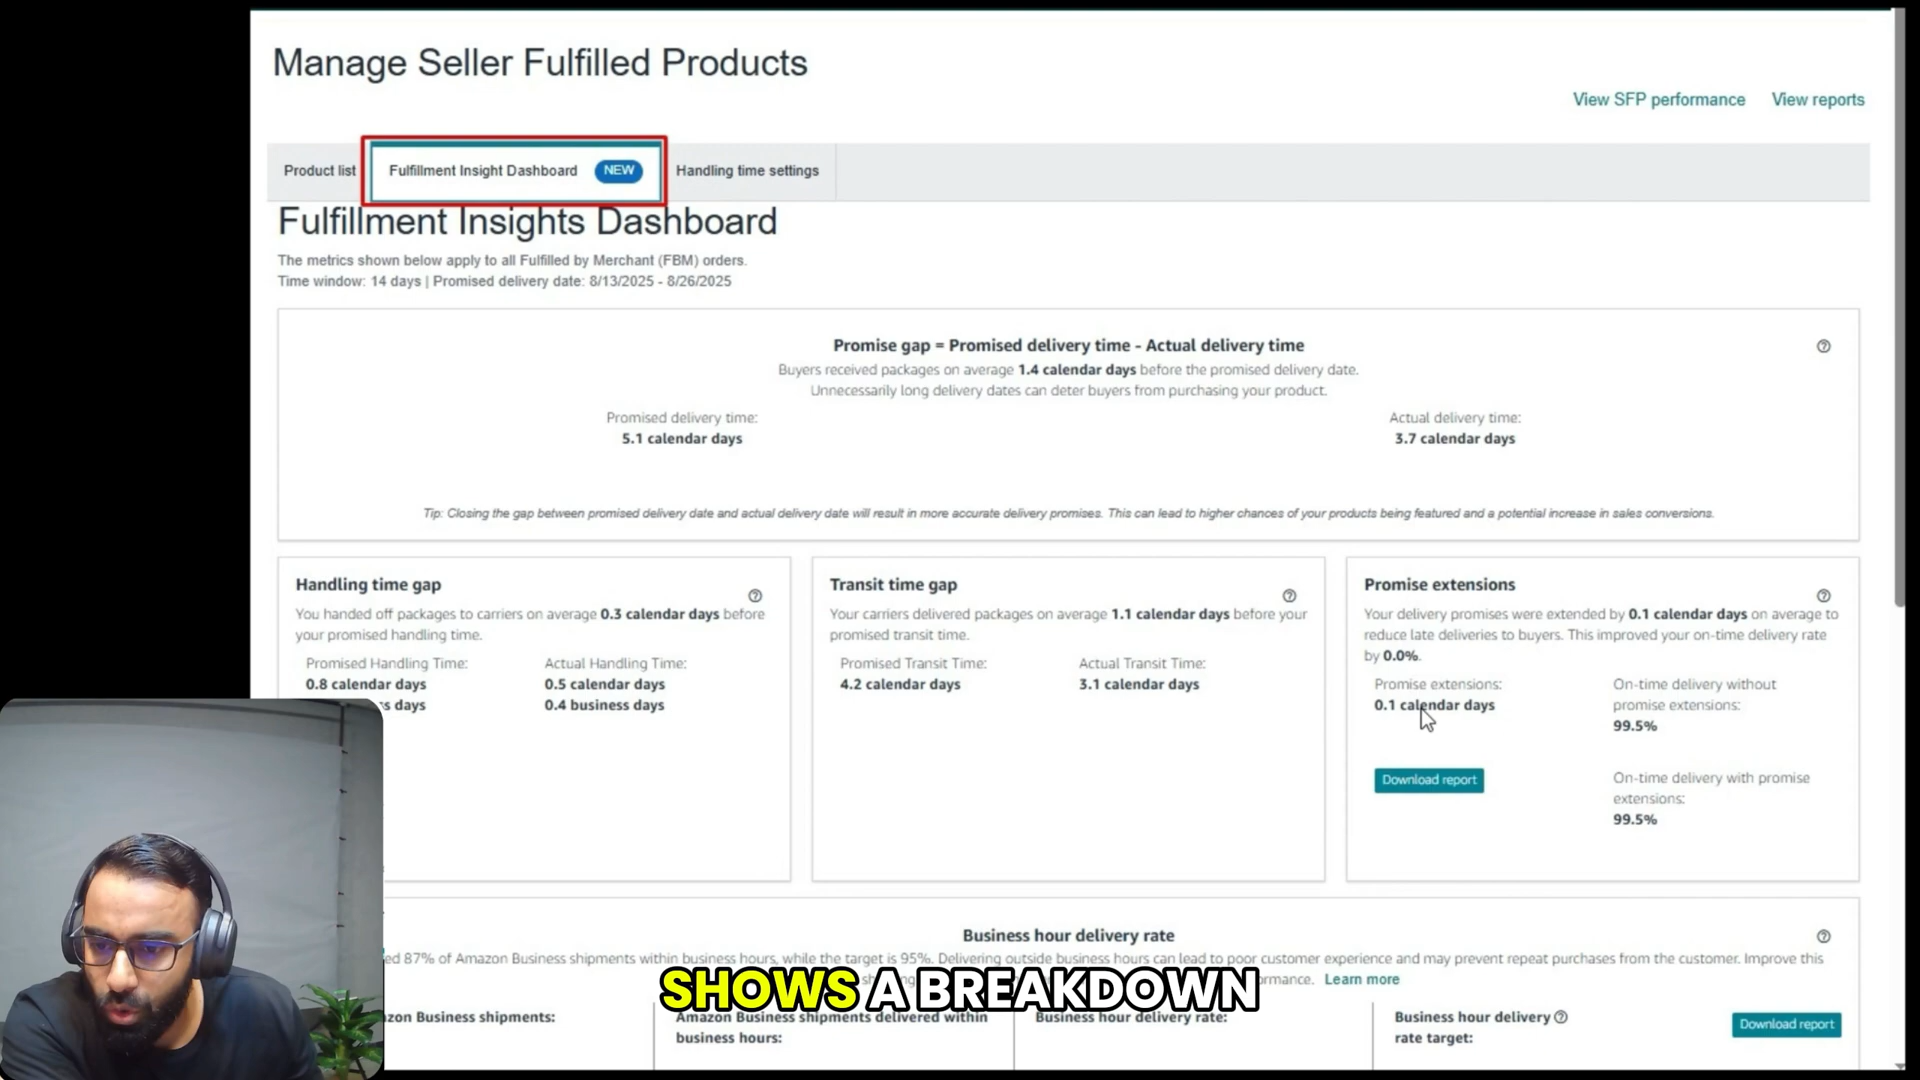 Manage Seller Fulfilled Products
View SFP performance View reports
Product list Fulfillment Insight Dashboard NEW Handling time settings
Fulfillment Insights Dashboard
The metrics shown below apply to all Fulfilled by Merchant (FBM) orders.
Time window: 14 days | Promised delivery date: 8/13/2025 - 8/26/2025
Promise gap = Promised delivery time - Actual delivery time
Buyers received packages on average 1.4 calendar days before the promised delivery date.
Unnecessarily long delivery dates can deter buyers from purchasing your product.
Promised delivery time:
5.1 calendar days
Actual delivery time:
3.7 calendar days
Tip: Closing the gap between promised delivery date and actual delivery date will result in more accurate delivery promises. This can lead to higher chances of your products being featured and a potential increase in sales conversions.
Handling time gap
You handed off packages to carriers on average 0.3 calendar days before
your promised handling time.
Promised Handling Time:
0.8 calendar days
days
Actual Handling Time:
0.5 calendar days
0.4 business days
Transit time gap
Your carriers delivered packages on average 1.1 calendar days before your
promised transit time.
Promised Transit Time:
4.2 calendar days
Actual Transit Time:
3.1 calendar days
Promise extensions
Your delivery promises were extended by 0.1 calendar days on average to
reduce late deliveries to buyers. This improved your on-time delivery rate
by 0.0%.
Promise extensions:
0.1 calendar days
Download report
On-time delivery without
promise extensions:
99.5%
On-time delivery with promise
extensions:
99.5%
Business hour delivery rate
87% of Amazon Business shipments within business hours, while the target is 95%. Delivering outside business hours can lead to poor customer experience and may prevent repeat purchases from the customer. Improve this
Learn more
SHOWS A BREAKDOWN
Business shipments:
Amazon Business shipments delivered within
business hours:
Business hour delivery rate:
Business hour delivery
rate target:
Download report